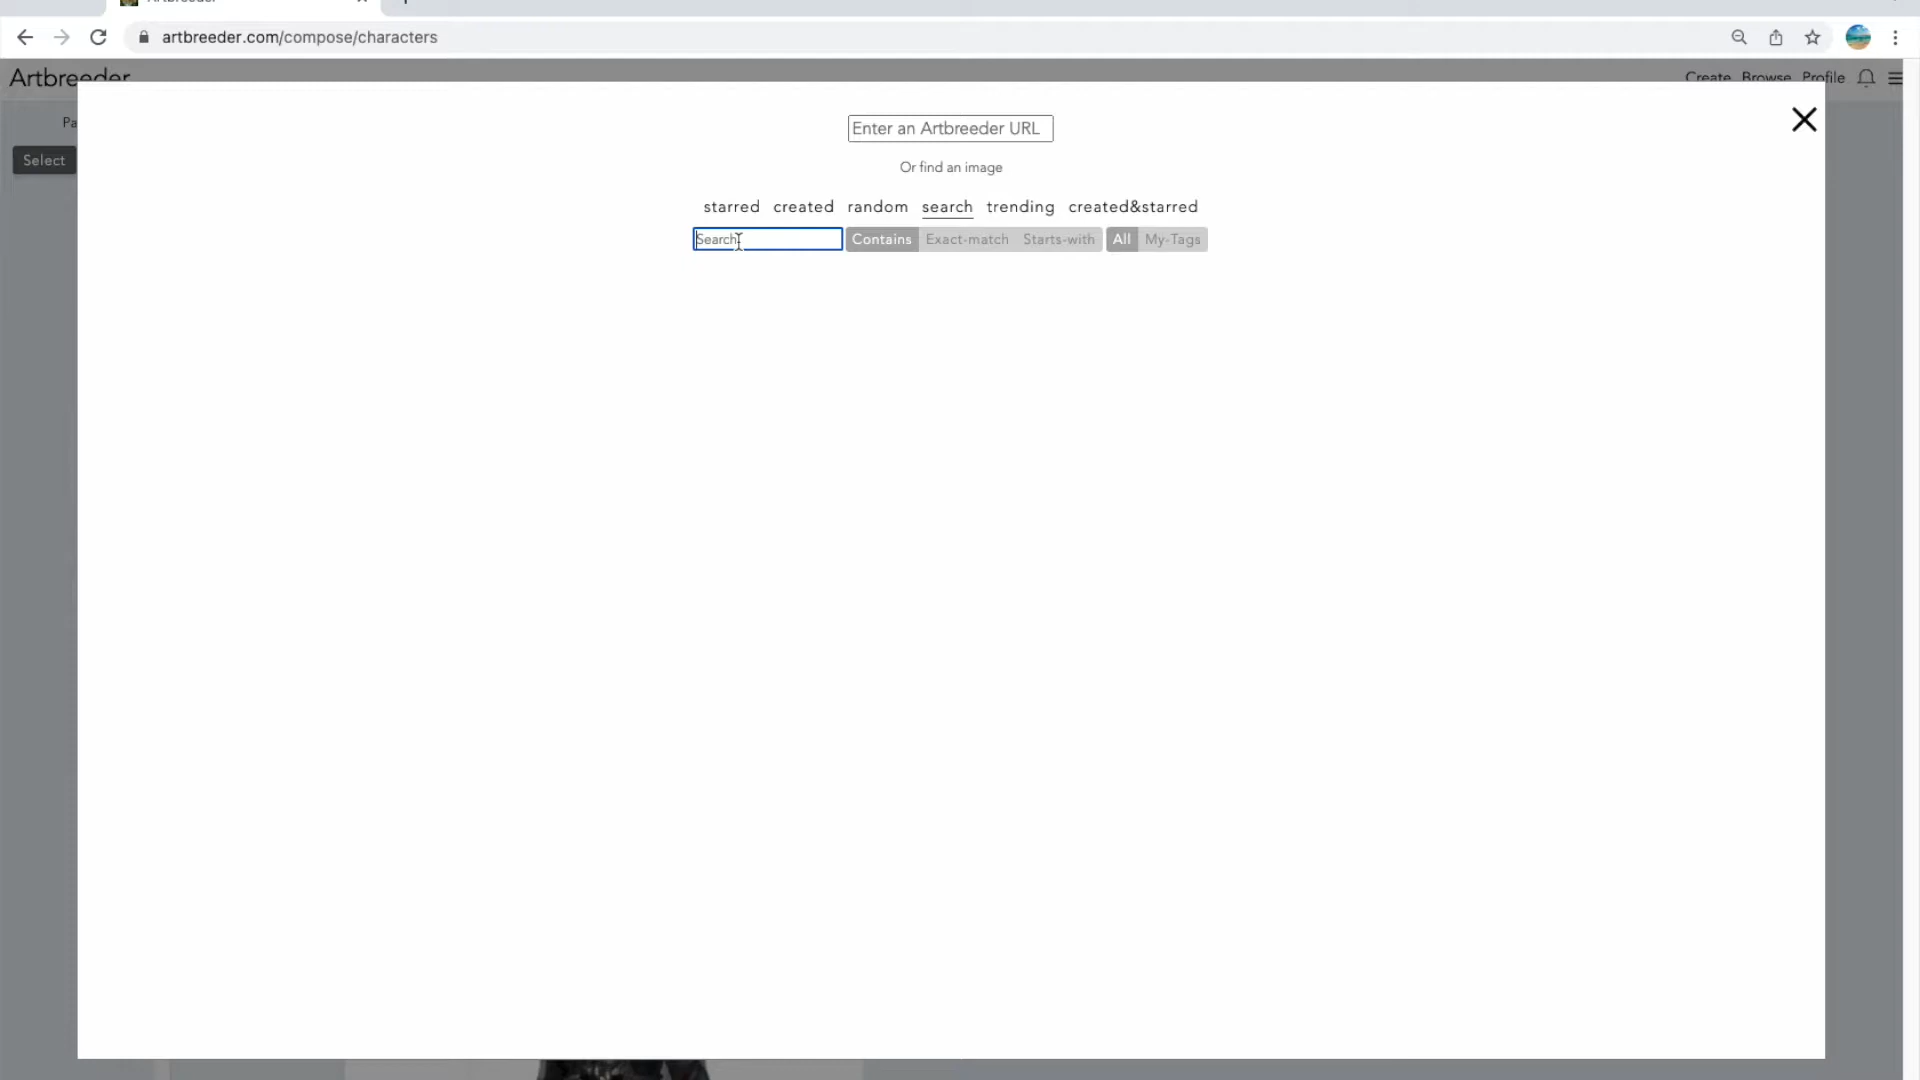 artbreeder.com/compose/characters
Artbreeder
Create Browse Profile
Enter an Artbreeder URL
Pa
Or find an image
Select
starred created random search trending created&starred
Search Contains Exact-match Starts-with All My-Tags